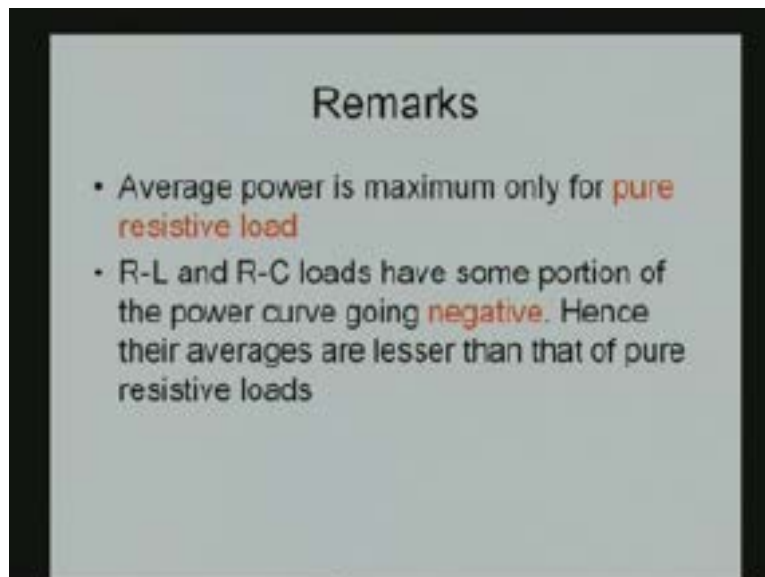 Remarks
• Average power is maximum only for pure
resistive load
• R-L and R-C loads have some portion of
the power curve going negative. Hence
their averages are lesser than that of pure
resistive loads